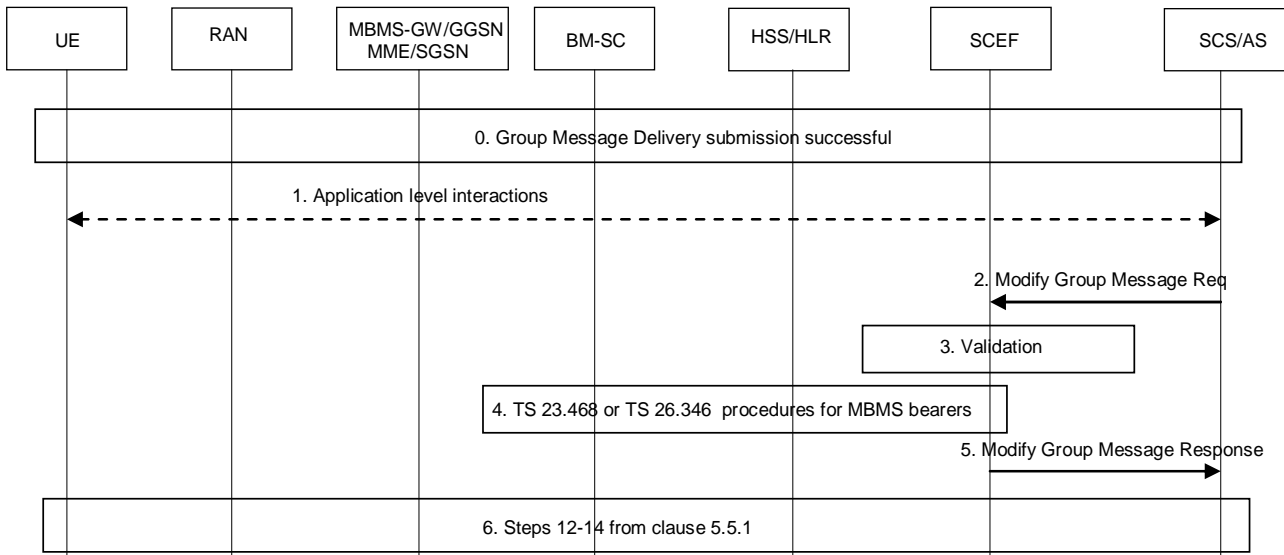 UE
RAN
MBMS-GW/GGSN
MME/SGSN
BM-SC
HSS/HLR
SCEF
SCS/AS
0. Group Message Delivery submission successful
1. Application level interactions
2. Modify Group Message Req
3. Validation
4. TS 23.468 or TS 26.346 procedures for MBMS bearers
5. Modify Group Message Response
6. Steps 12-14 from clause 5.5.1